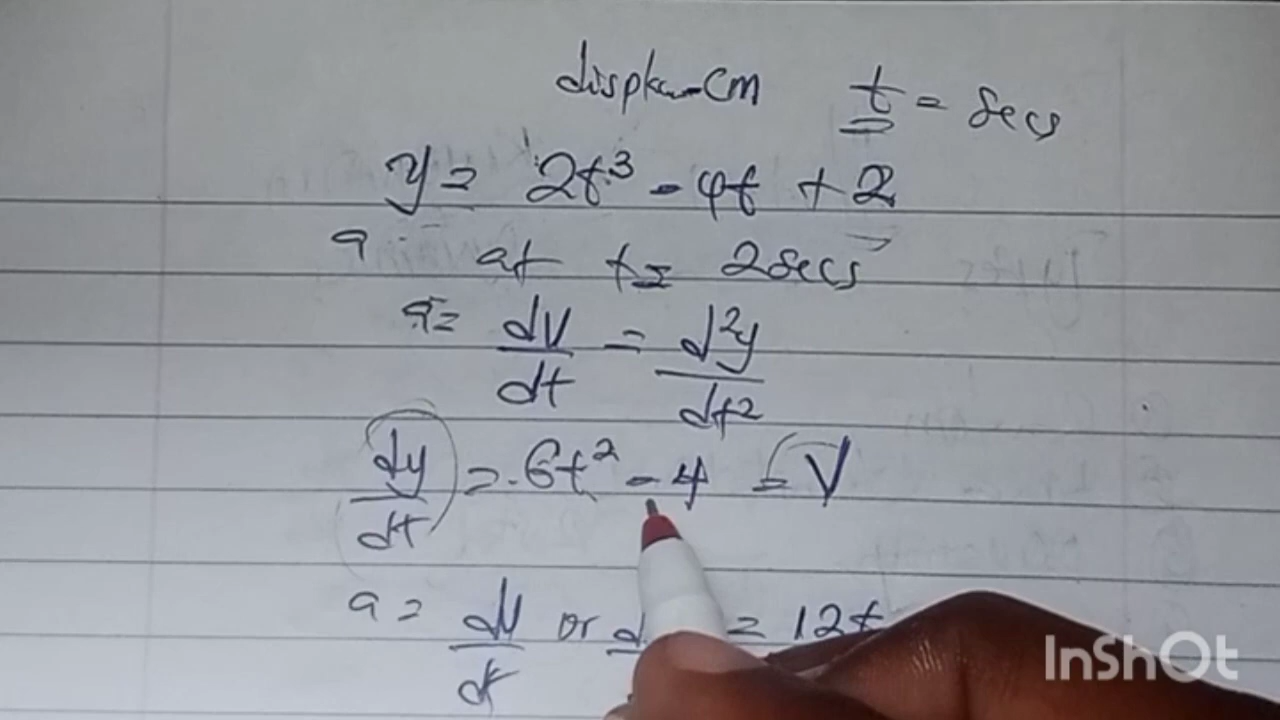 displa-Cm t = Secs
y = 2t³ - 4t + 2
a at t = 2secs
a = dV/dt = d²y/dt²
dy/dt = 6t² - 4 = V
a = dV/dt or d = 12t
InShOt